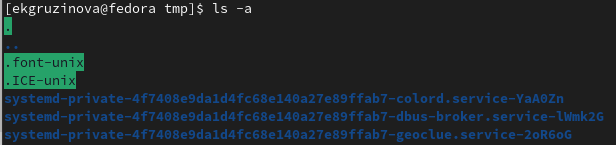 [ekgruzinova@fedora tmp]$ ls -a
.
..
.font-unix
.ICE-unix
systemd-private-4f7408e9da1d4fc68e140a27e89ffab7-colord.service-YaA0Zn
systemd-private-4f7408e9da1d4fc68e140a27e89ffab7-dbus-broker.service-lWmk2G
systemd-private-4f7408e9da1d4fc68e140a27e89ffab7-geoclue.service-2oR6oG